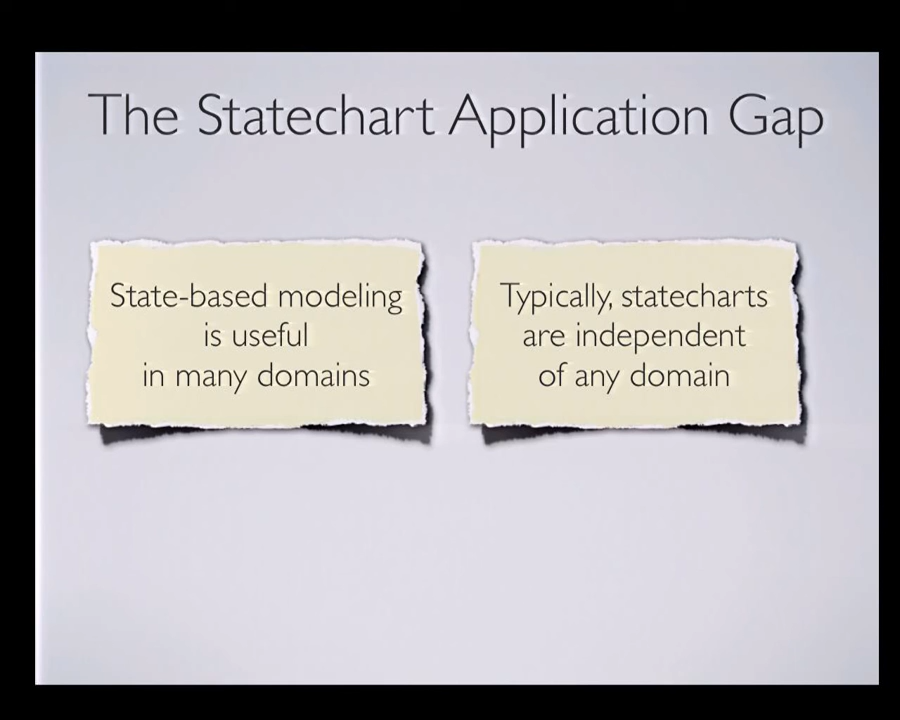 The Statechart Application Gap
State-based modeling
is useful
in many domains
Typically, statecharts
are independent
of any domain